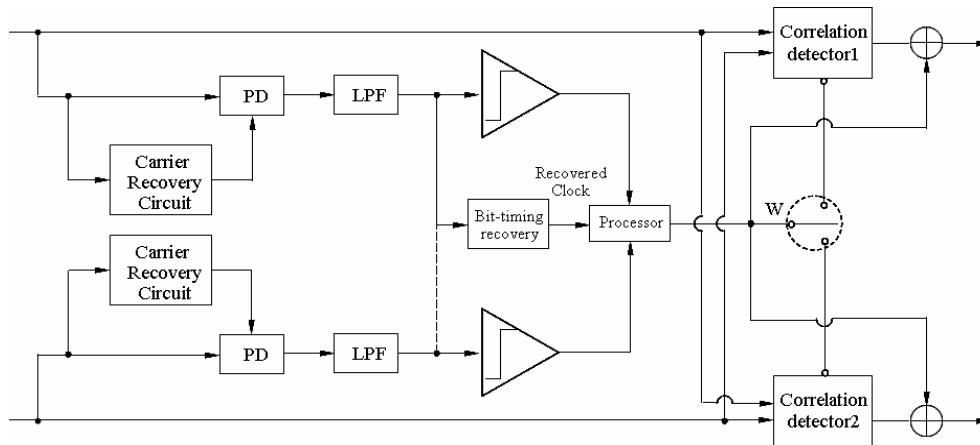 Correlation
detector1
PD
LPF
Carrier
Recovery
Circuit
Recovered
Clock
W
Bit-timing
recovery
Processor
Carrier
Recovery
Circuit
PD
LPF
Correlation
detector2